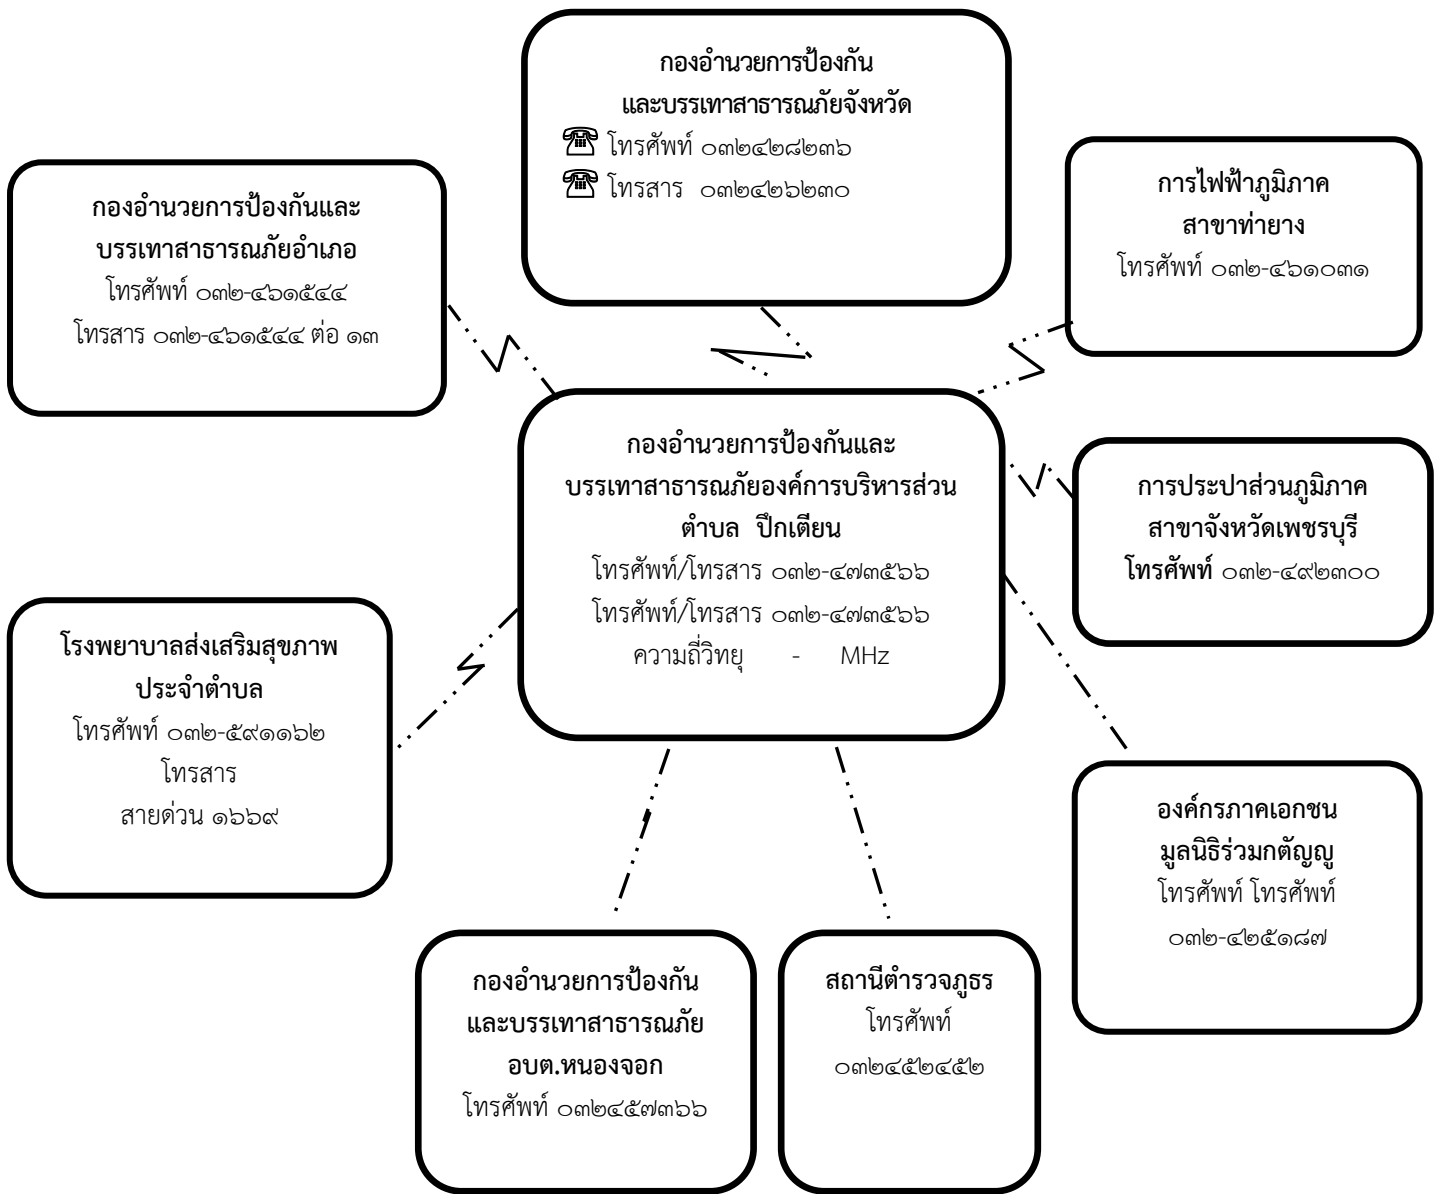 กองอำนวยการป้องกัน
และบรรเทาสาธารณภัยจังหวัด
โทรศัพท์ ๐๓๒๔๒๘๒๓๖
โทรสาร ๐๓๒๔๒๖๒๓๐
กองอำนวยการป้องกันและ
บรรเทาสาธารณภัยอำเภอ
โทรศัพท์ ๐๓๒-๔๖๑๕๔๔
โทรสาร ๐๓๒-๔๖๑๕๔๔ ต่อ ๑๓
การไฟฟ้าภูมิภาค
สาขาท่ายาง
โทรศัพท์ ๐๓๒-๔๖๑๐๓๑
กองอำนวยการป้องกันและ
บรรเทาสาธารณภัยองค์การบริหารส่วน
ตำบล ปึกเตียน
โทรศัพท์/โทรสาร ๐๓๒-๔๗๓๕๖๖
โทรศัพท์/โทรสาร ๐๓๒-๔๗๓๕๖๖
ความถี่วิทยุ - MHz
การประปาส่วนภูมิภาค
สาขาจังหวัดเพชรบุรี
โทรศัพท์ ๐๓๒-๔๙๒๓๐๐
โรงพยาบาลส่งเสริมสุขภาพ
ประจำตำบล
โทรศัพท์ ๐๓๒-๕๙๑๑๖๒
โทรสาร
สายด่วน ๑๖๖๙
องค์กรภาคเอกชน
มูลนิธิร่วมกตัญญู
โทรศัพท์ โทรศัพท์
๐๓๒-๔๒๕๑๘๗
กองอำนวยการป้องกัน
และบรรเทาสาธารณภัย
อบต.หนองจอก
โทรศัพท์ ๐๓๒๔๕๗๓๖๖
สถานีตำรวจภูธร
โทรศัพท์
๐๓๒๔๕๒๔๕๒